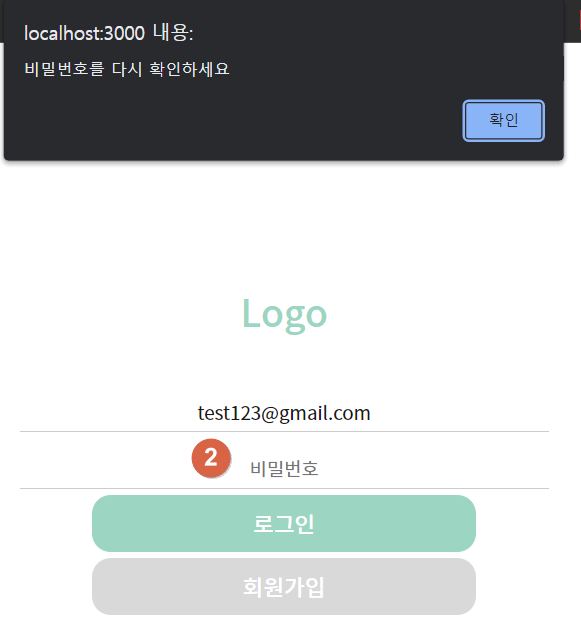 localhost:3000 내용:
비밀번호를 다시 확인하세요
확인
Logo
test123@gmail.com
2 비밀번호
로그인
회원가입